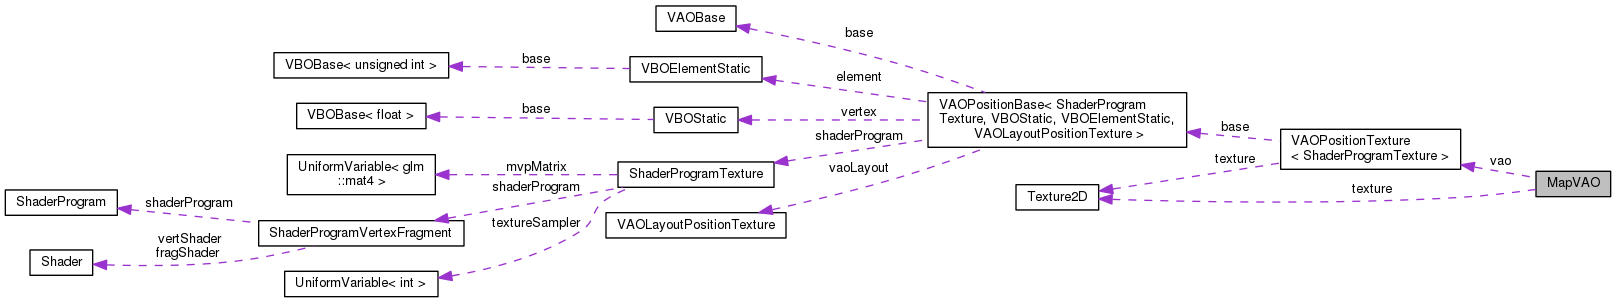 VAOBase
base
VBOBase< unsigned int >
base
VBOElementStatic
element
VBOBase< float >
base
VBOStatic
vertex
VAOPositionBase< ShaderProgram
Texture, VBOStatic, VBOElementStatic,
VAOLayoutPositionTexture >
base
VAOPositionTexture
< ShaderProgramTexture >
vao
MapVAO
texture
texture
Texture2D
shaderProgram
vaoLayout
UniformVariable< glm
::mat4 >
mvpMatrix
ShaderProgramTexture
shaderProgram
textureSampler
VAOLayoutPositionTexture
ShaderProgram
shaderProgram
ShaderProgramVertexFragment
Shader
vertShader
fragShader
UniformVariable< int >